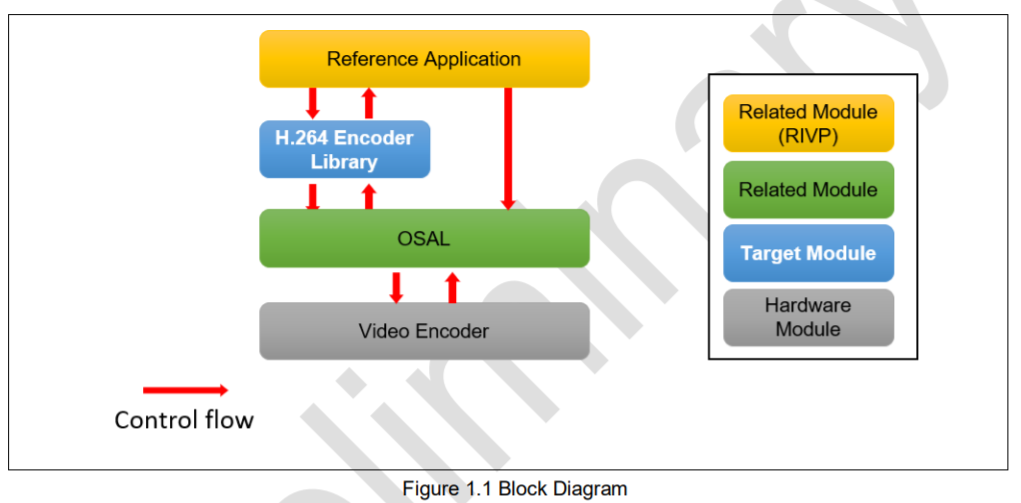 Reference Application
H.264 Encoder
Library
OSAL
Video Encoder
Control flow
Related Module
(RIVP)
Related Module
Target Module
Hardware
Module
Figure 1.1 Block Diagram